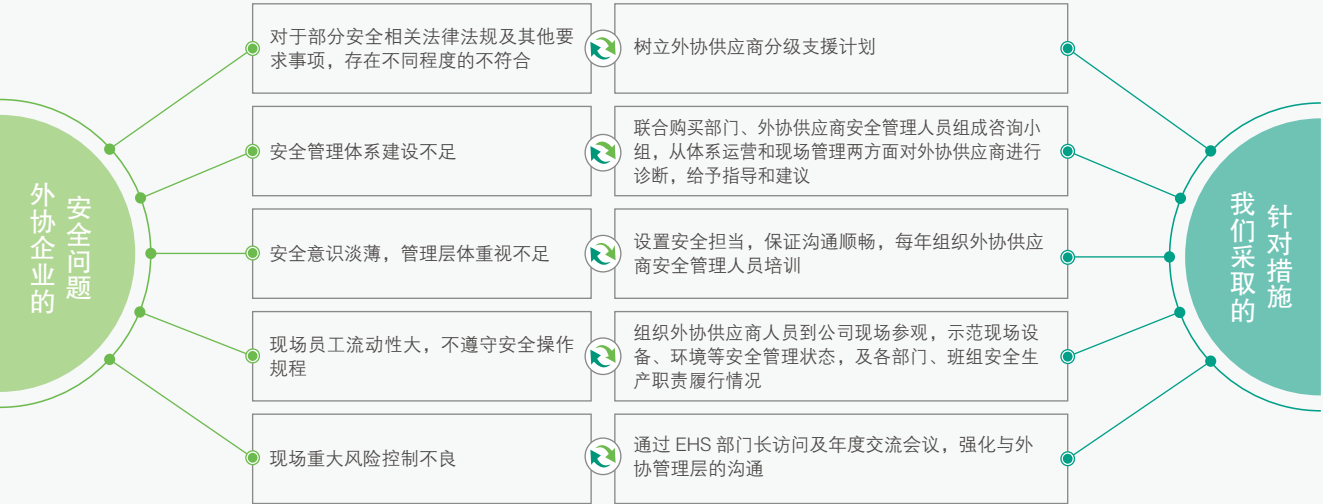 外协企业的
安全问题
对于部分安全相关法律法规及其他要
求事项，存在不同程度的不符合
树立外协供应商分级支援计划
安全管理体系建设不足
联合购买部门、外协供应商安全管理人员组成咨询小
组，从体系运营和现场管理两方面对外协供应商进行
诊断，给予指导和建议
安全意识淡薄，管理层体重视不足
设置安全担当，保证沟通顺畅，每年组织外协供应
商安全管理人员培训
现场员工流动性大，不遵守安全操作
规程
组织外协供应商人员到公司现场参观，示范现场设
备、环境等安全管理状态，及各部门、班组安全生
产职责履行情况
现场重大风险控制不良
通过 EHS 部门长访问及年度交流会议，强化与外
协管理层的沟通
我们采取的
针对措施